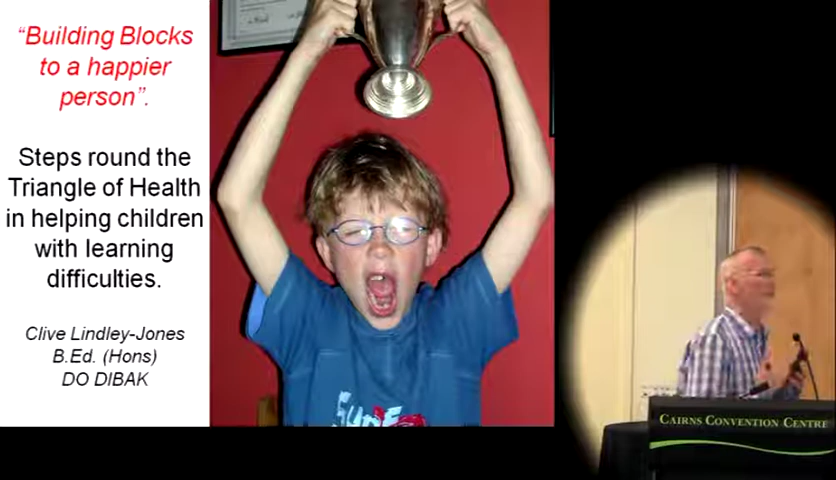 “Building Blocks
to a happier
person”.
Steps round the
Triangle of Health
in helping children
with learning
difficulties.
Clive Lindley-Jones
B.Ed. (Hons)
DO DIBAK
CAIRNS CONVENTION CENTRE